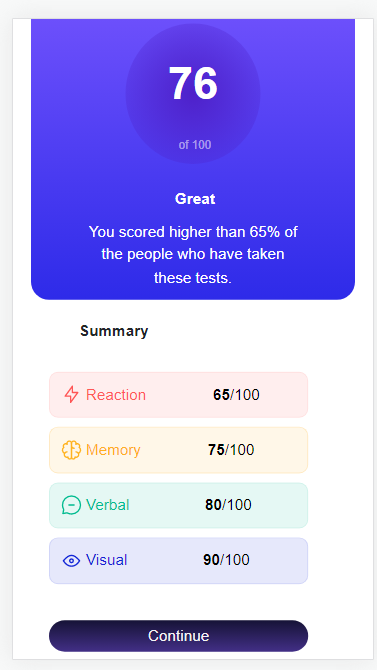 76
of 100
Great
You scored higher than 65% of
the people who have taken
these tests.
Summary
Reaction 65/100
Memory 75/100
Verbal 80/100
Visual 90/100
Continue